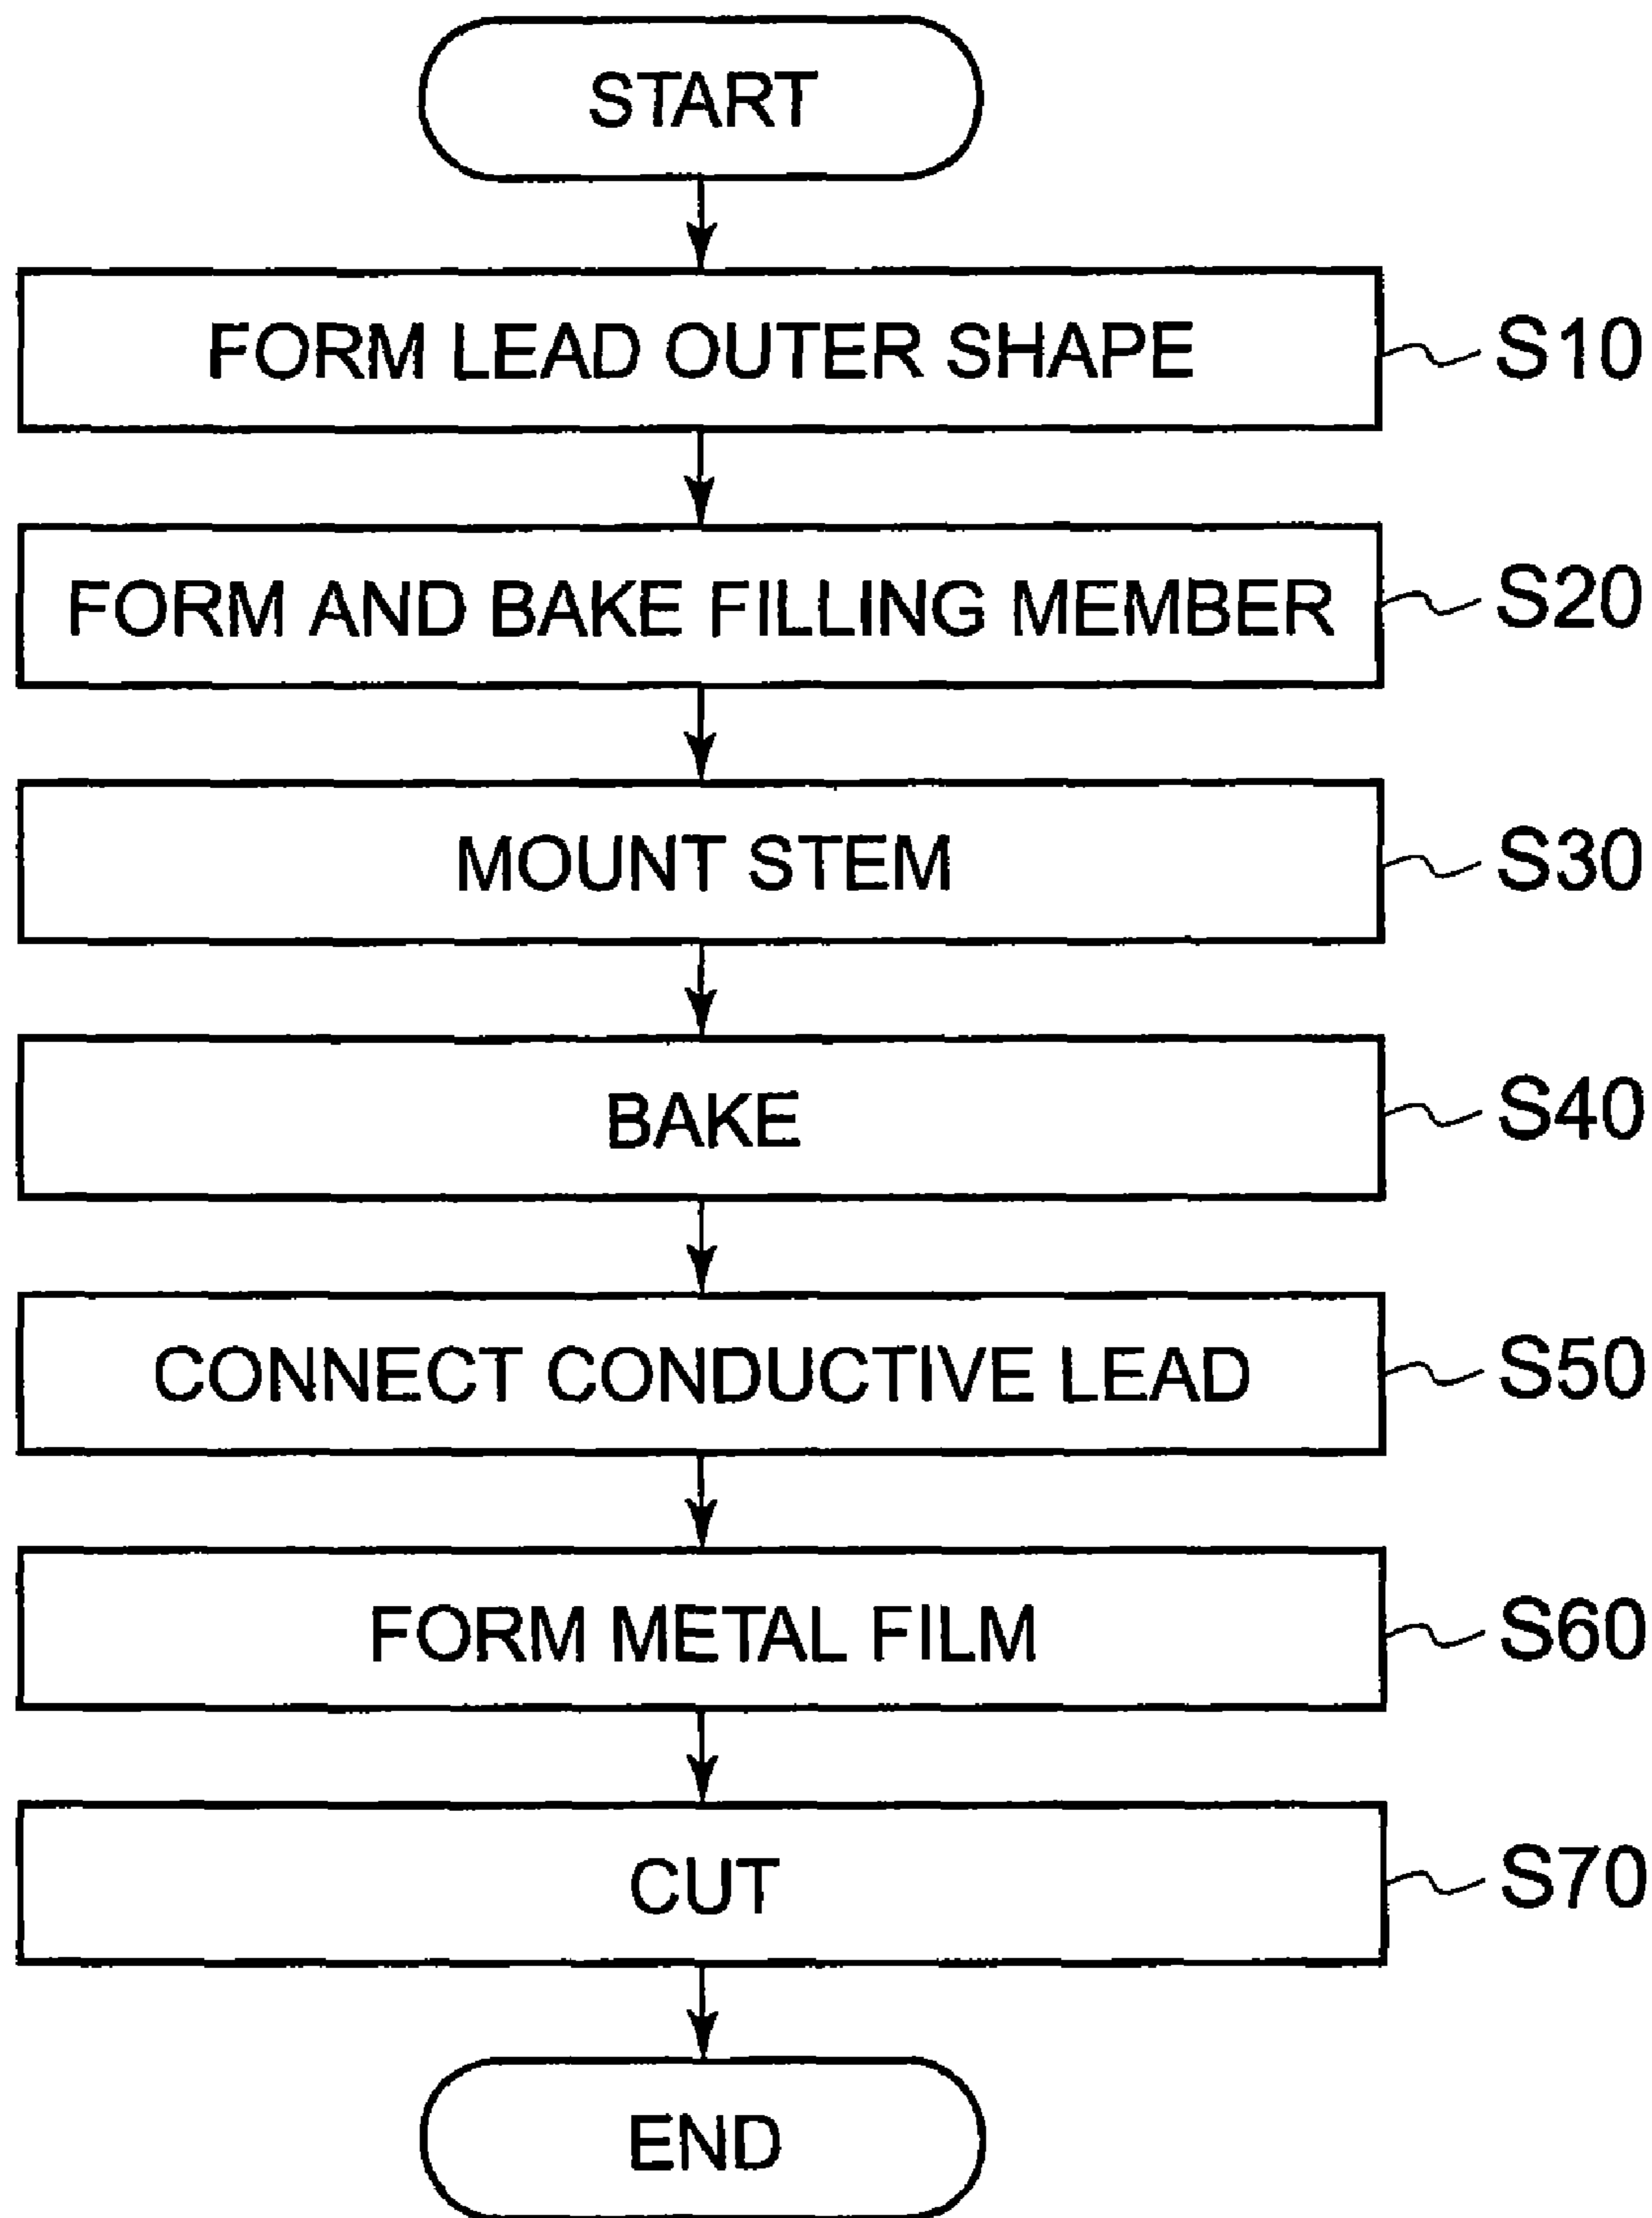 START
FORM LEAD OUTER SHAPE S10
FORM AND BAKE FILLING MEMBER S20
MOUNT STEM S30
BAKE S40
CONNECT CONDUCTIVE LEAD S50
FORM METAL FILM S60
CUT S70
END